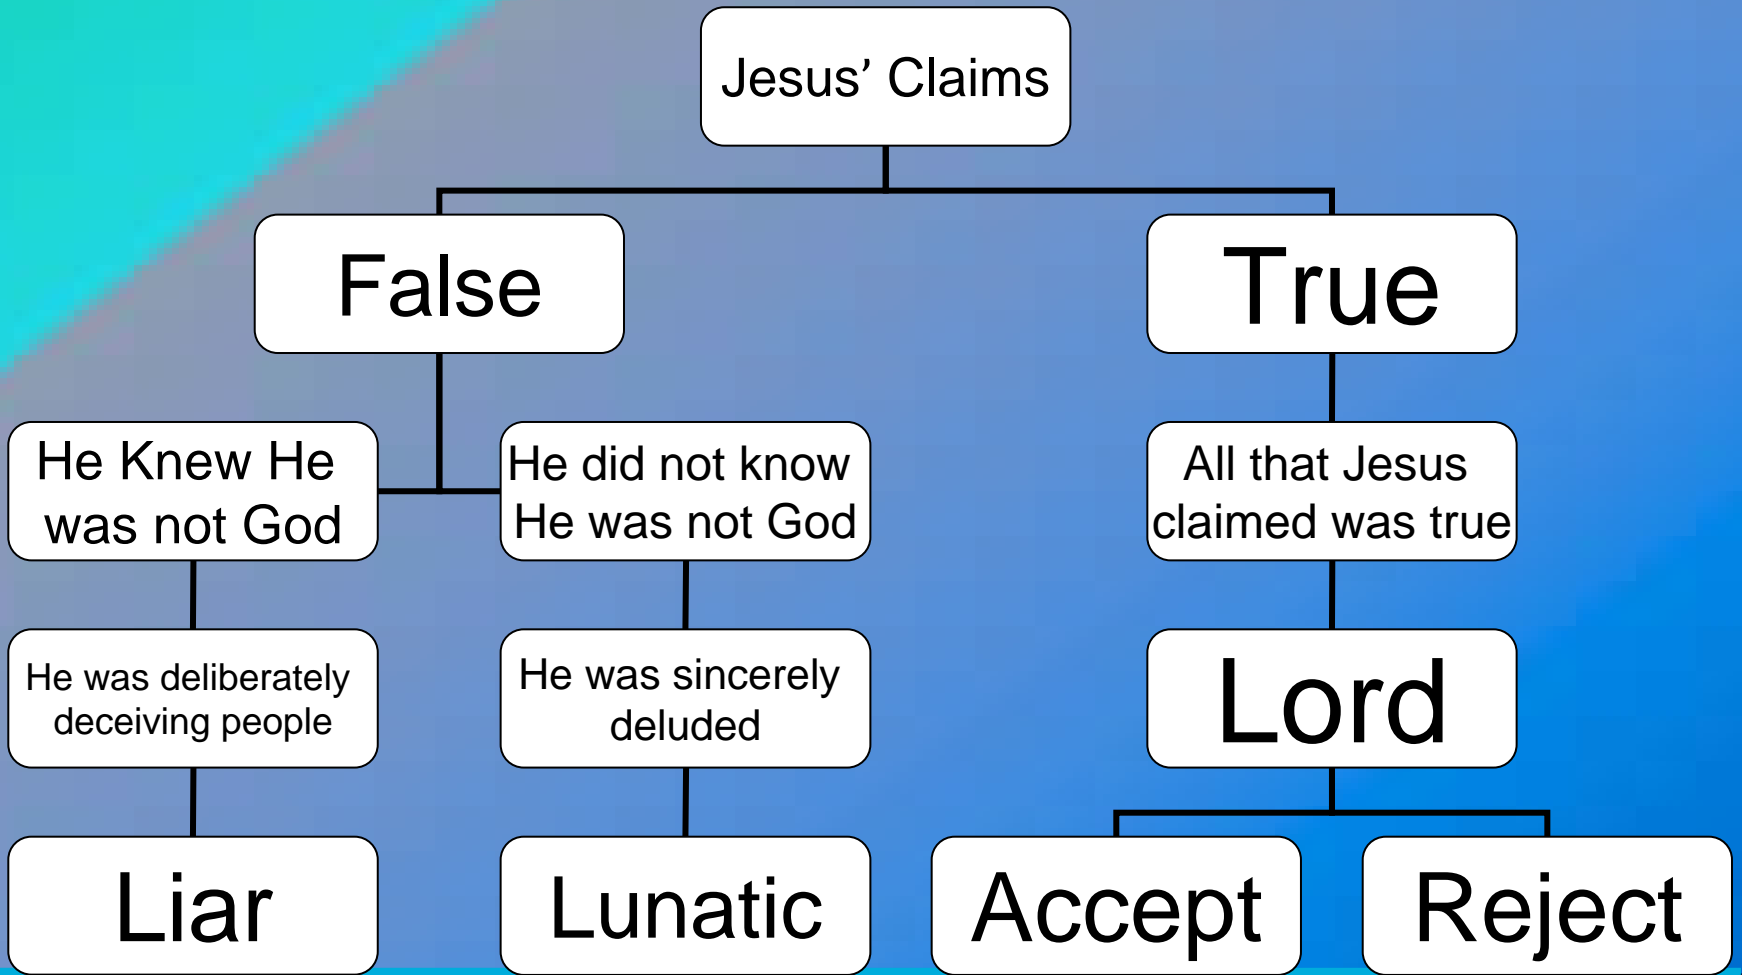 Jesus’ Claims
False
True
He Knew He
was not God
He did not know
He was not God
All that Jesus
claimed was true
He was deliberately
deceiving people
He was sincerely
deluded
Lord
Liar
Lunatic
Accept
Reject